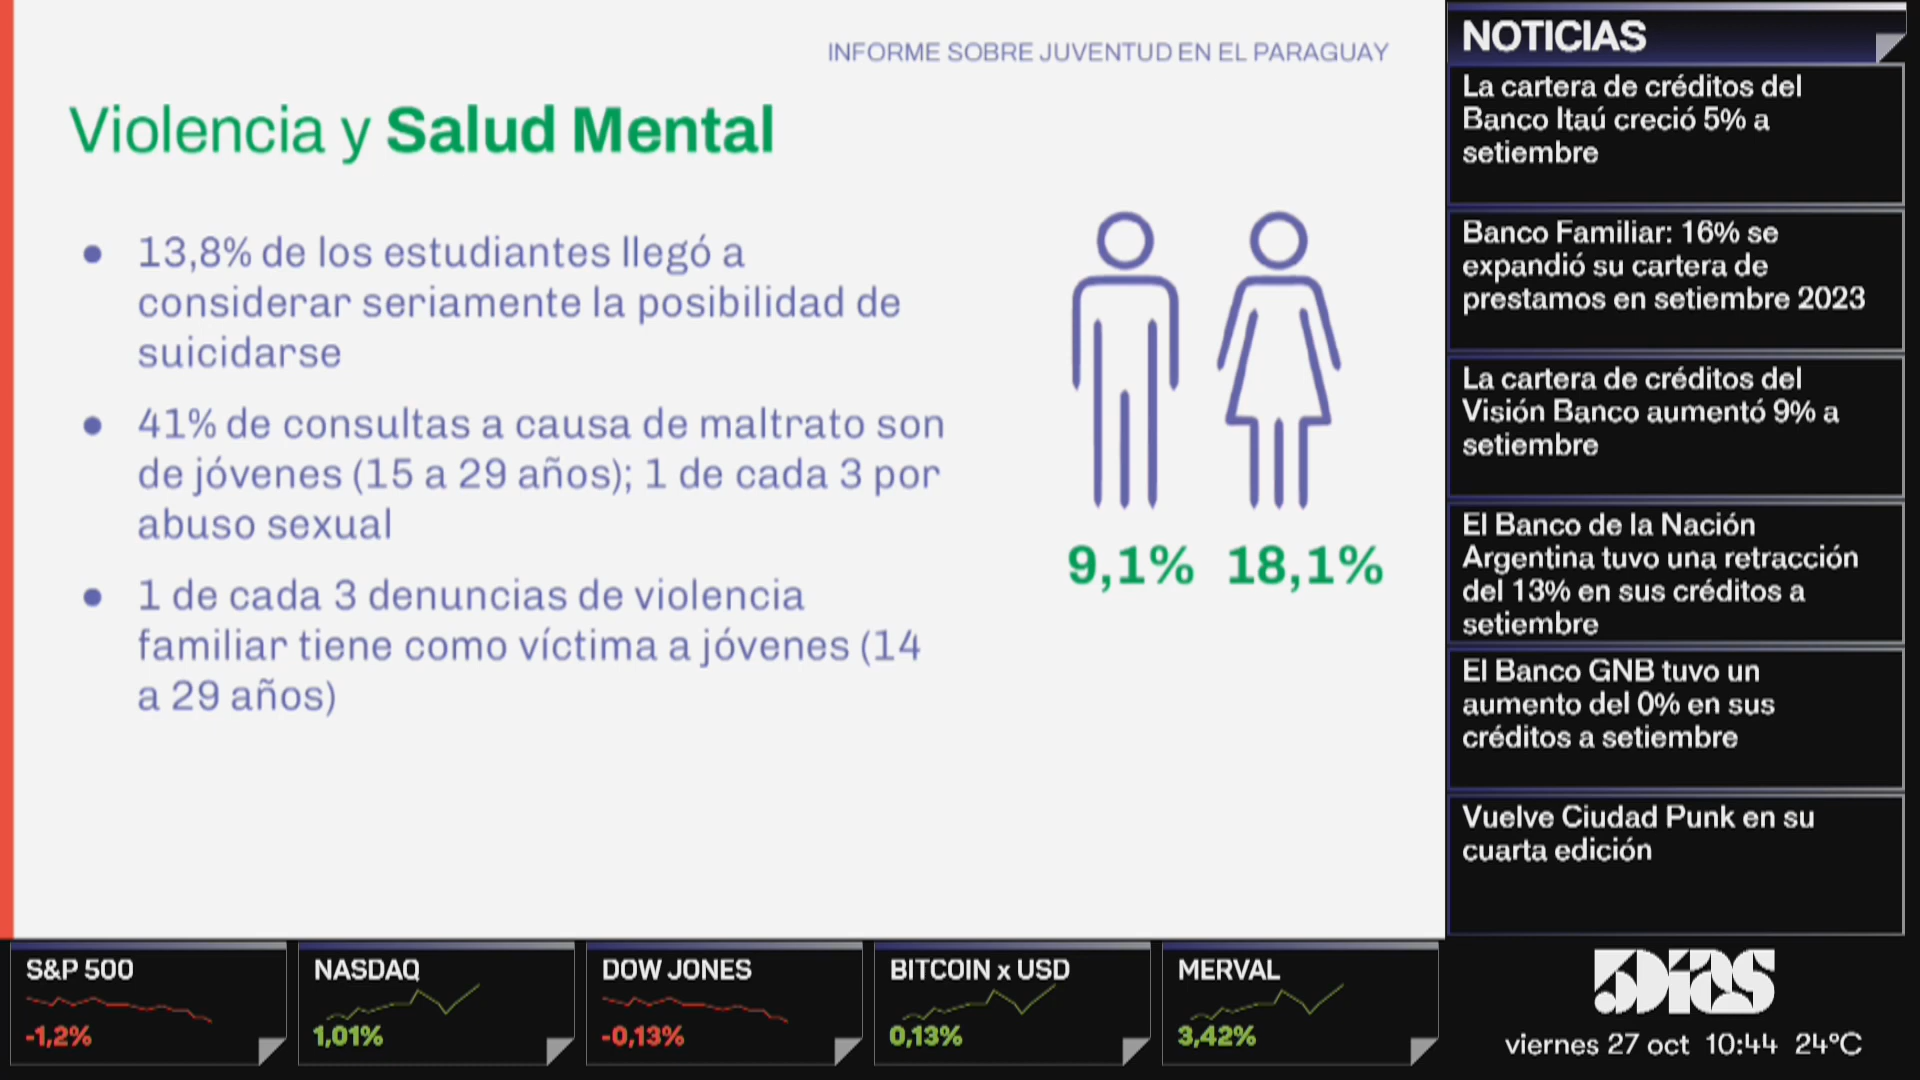 INFORME SOBRE JUVENTUD EN EL PARAGUAY
Violencia y Salud Mental
● 13,8% de los estudiantes llegó a
considerar seriamente la posibilidad de
suicidarse
● 41% de consultas a causa de maltrato son
de jóvenes (15 a 29 años); 1 de cada 3 por
abuso sexual
● 1 de cada 3 denuncias de violencia
familiar tiene como víctima a jóvenes (14
a 29 años)
9,1% 18,1%
NOTICIAS
La cartera de créditos del
Banco Itaú creció 5% a
setiembre
Banco Familiar: 16% se
expandió su cartera de
prestamos en setiembre 2023
La cartera de créditos del
Visión Banco aumentó 9% a
setiembre
El Banco de la Nación
Argentina tuvo una retracción
del 13% en sus créditos a
setiembre
El Banco GNB tuvo un
aumento del 0% en sus
créditos a setiembre
Vuelve Ciudad Punk en su
cuarta edición
S&P 500
-1,2%
NASDAQ
1,01%
DOW JONES
-0,13%
BITCOIN x USD
0,13%
MERVAL
3,42%
5Días
viernes 27 oct 10:44 24°C